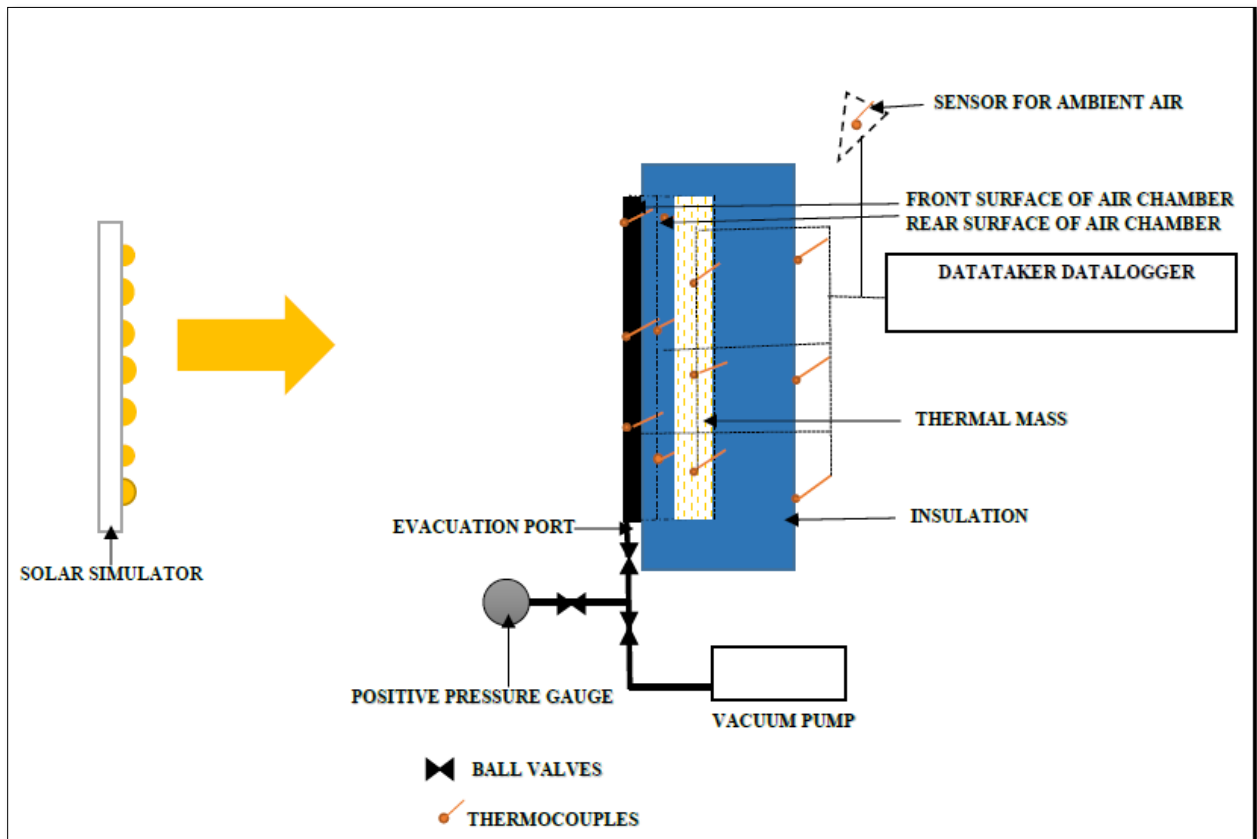 SENSOR FOR AMBIENT AIR
FRONT SURFACE OF AIR CHAMBER
REAR SURFACE OF AIR CHAMBER
DATATAKER DATALOGGER
THERMAL MASS
INSULATION
EVACUATION PORT
SOLAR SIMULATOR
POSITIVE PRESSURE GAUGE
VACUUM PUMP
BALL VALVES
THERMOCOUPLES